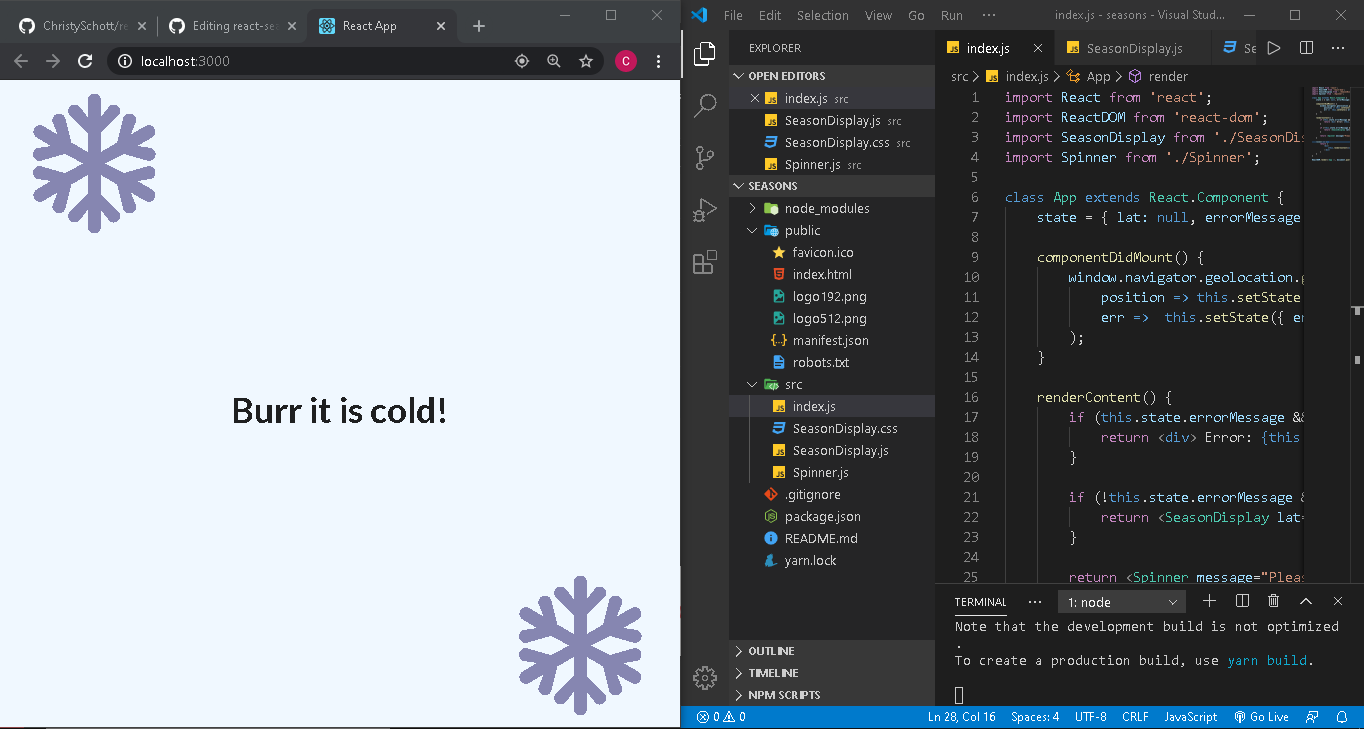 ChristySchott/re
Editing react-sea
React App
localhost:3000
C
Burr it is cold!
File Edit Selection View Go Run ···
index.js - seasons - Visual Stud...
EXPLORER
OPEN EDITORS
index.js src
SeasonDisplay.js src
SeasonDisplay.css src
Spinner.js src
SEASONS
node_modules
public
favicon.ico
index.html
logo192.png
logo512.png
manifest.json
robots.txt
src
index.js
SeasonDisplay.css
SeasonDisplay.js
Spinner.js
.gitignore
package.json
README.md
yarn.lock
OUTLINE
TIMELINE
NPM SCRIPTS
index.js
SeasonDisplay.js
Se
src > index.js > App > render
1 import React from 'react';
2 import ReactDOM from 'react-dom';
3 import SeasonDisplay from './SeasonDis
4 import Spinner from './Spinner';
5
6 class App extends React.Component {
7 state = { lat: null, errorMessage
8
9 componentDidMount() {
10 window.navigator.geolocation.g
11 position => this.setState
12 err => this.setState({ er
13 );
14 }
15
16 renderContent() {
17 if (this.state.errorMessage &&
18 return <div> Error: {this
19 }
20
21 if (!this.state.errorMessage &
22 return <SeasonDisplay lat=
23 }
24
25 return <Spinner message="Pleas
TERMINAL ··· 1: node
Note that the development build is not optimized
.
To create a production build, use yarn build.
0 0
Ln 28, Col 16 Spaces: 4 UTF-8 CRLF JavaScript Go Live